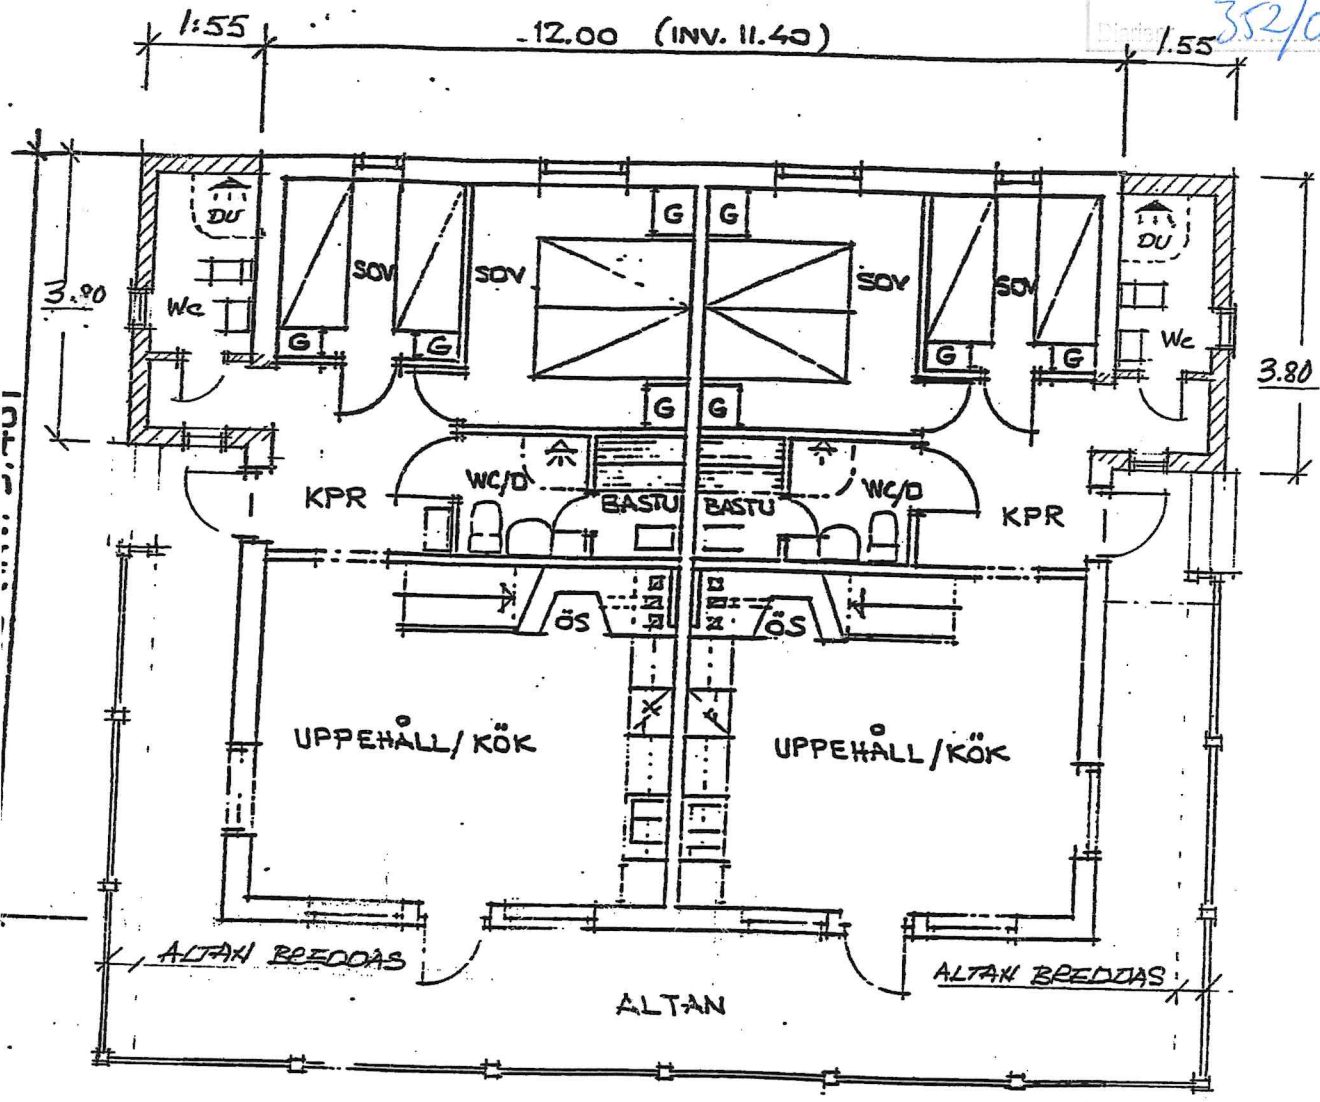 1:55
12.00 (INV. 11.40)
1.55
352/0
DU
DU
SOV
SOV
G
G
SOV
SOV
3.80
WC
WC
G
G
G
G
3.80
G
G
WC/D
WC/D
KPR
BASTU
BASTU
KPR
ÖS
ÖS
UPPEHÅLL/KÖK
UPPEHÅLL/KÖK
ALTAN BREDDAS
ALTAN BREDDAS
ALTAN